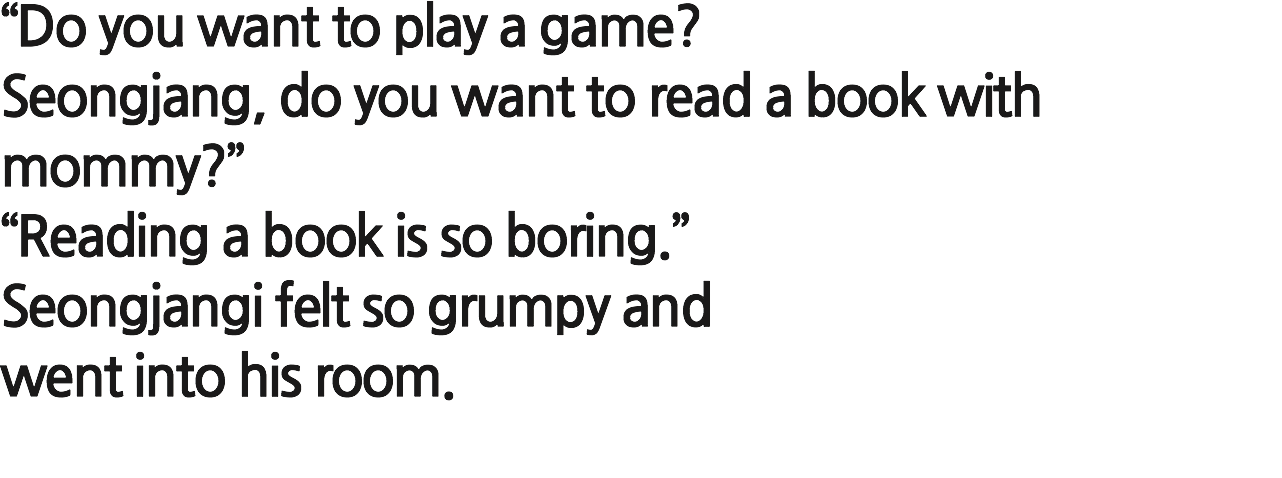 “Do you want to play a game?
Seongjang, do you want to read a book with
mommy?”
“Reading a book is so boring.”
Seongjangi felt so grumpy and
went into his room.